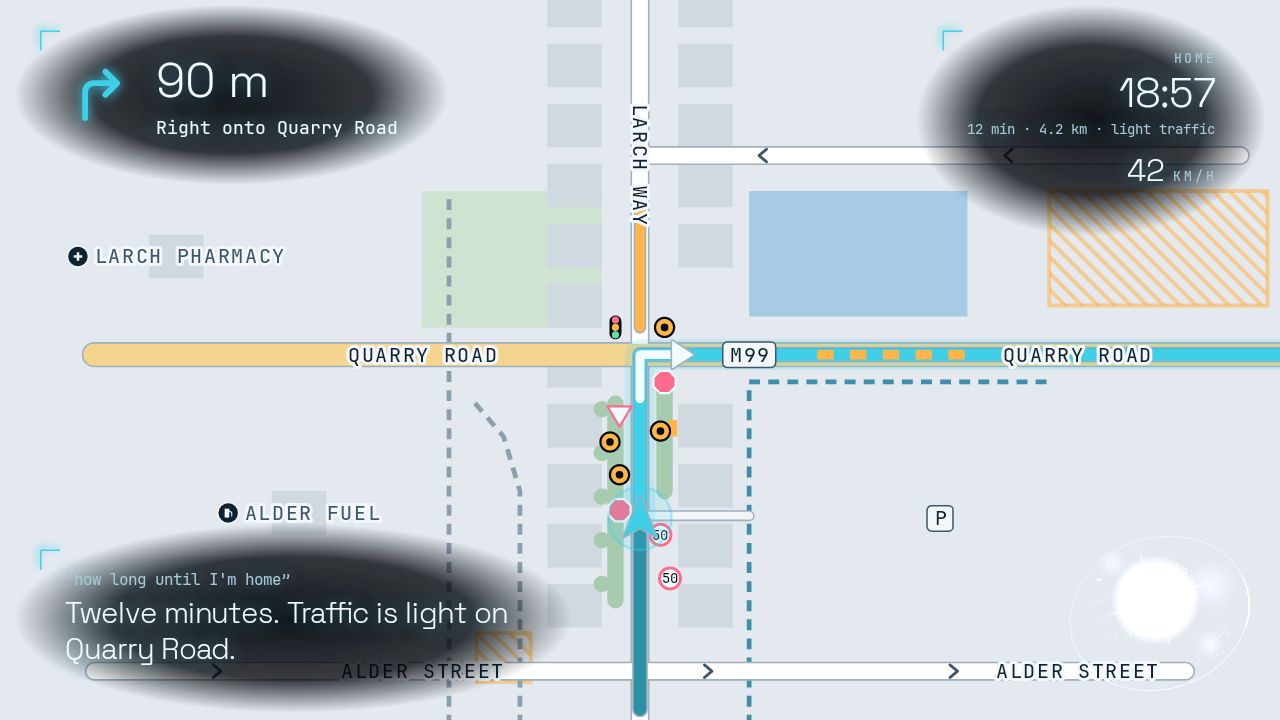 90 m
Right onto Quarry Road
HOME
18:57
12 min · 4.2 km · light traffic
42 KM/H
LARCH WAY
LARCH PHARMACY
QUARRY ROAD
M99
QUARRY ROAD
ALDER FUEL
P
50
50
"how long until I'm home”
Twelve minutes. Traffic is light on
Quarry Road.
ALDER STREET
ALDER STREET